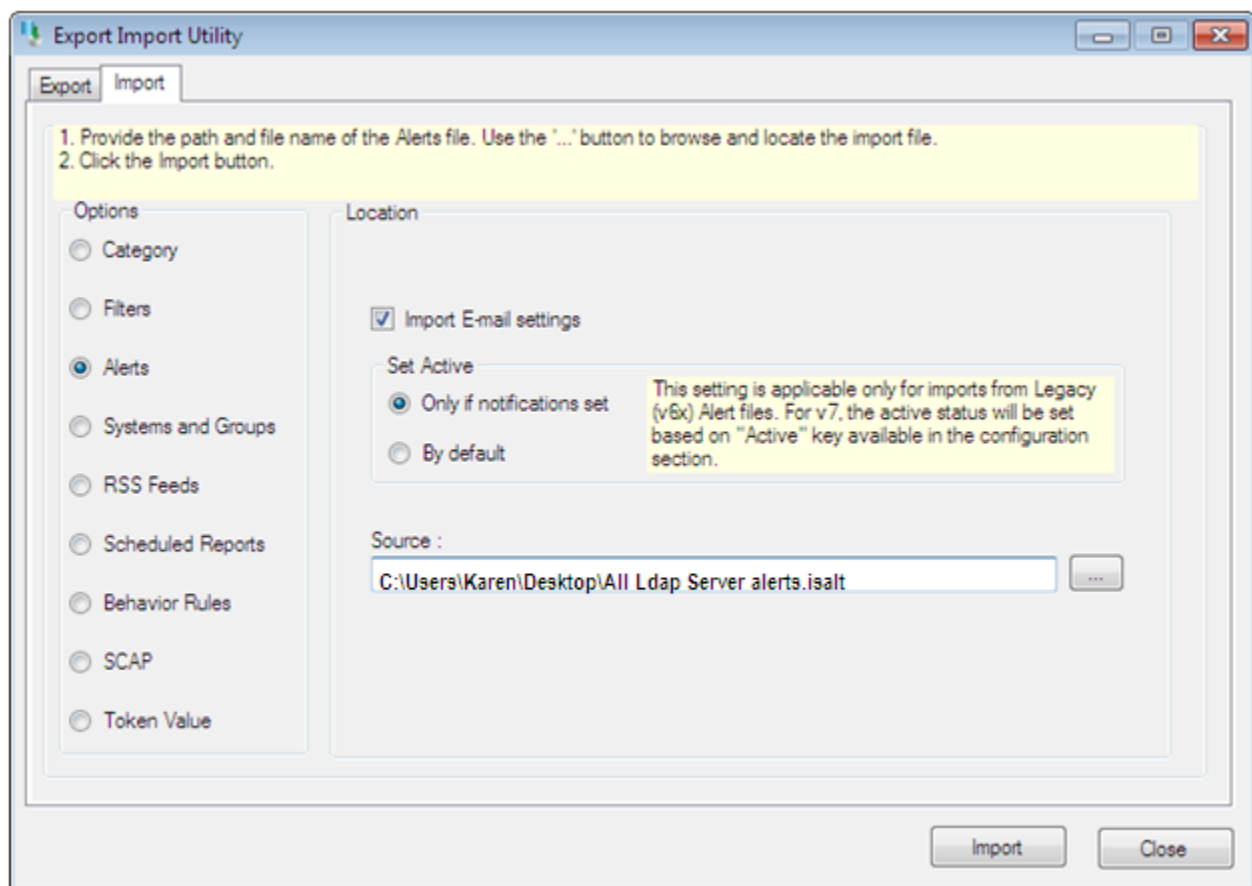 Export Import Utility
Export
Import
1. Provide the path and file name of the Alerts file. Use the '...' button to browse and locate the import file.
2. Click the Import button.
Options
Category
Filters
Alerts
Systems and Groups
RSS Feeds
Scheduled Reports
Behavior Rules
SCAP
Token Value
Location
Import E-mail settings
Set Active
Only if notifications set
By default
This setting is applicable only for imports from Legacy
(v6x) Alert files. For v7, the active status will be set
based on "Active" key available in the configuration
section.
Source :
C:\Users\Karen\Desktop\All Ldap Server alerts.isalt
...
Import
Close